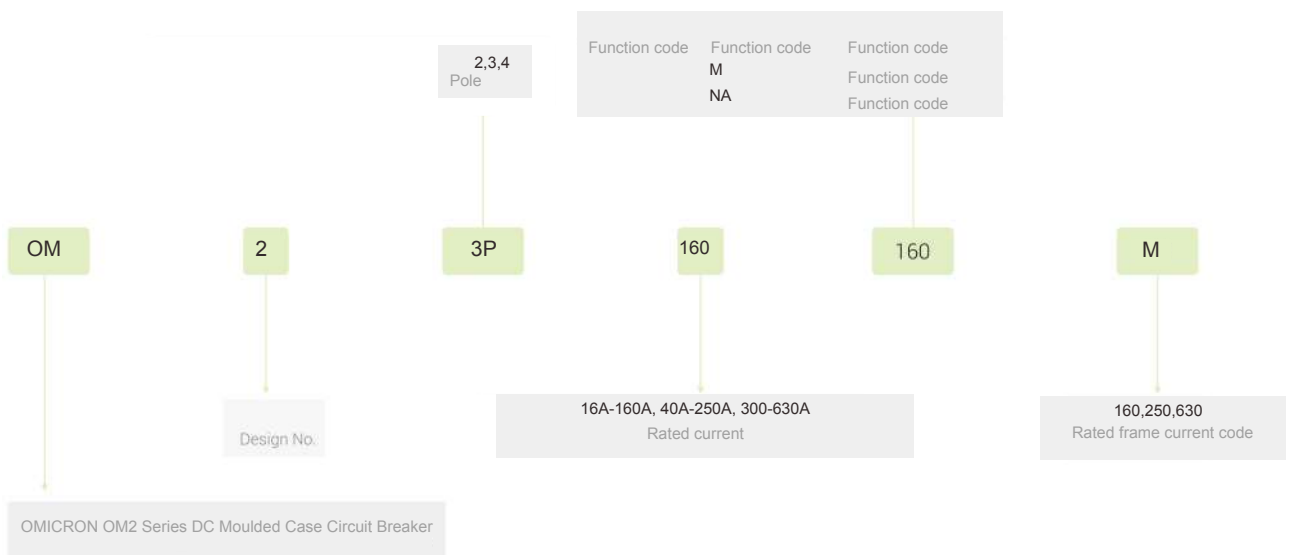 2,3,4
Pole
Function code Function code Function code
M Function code
NA Function code
OM 2 3P 160 160 M
Design No.
16A-160A, 40A-250A, 300-630A
Rated current
160,250,630
Rated frame current code
OMICRON OM2 Series DC Moulded Case Circuit Breaker